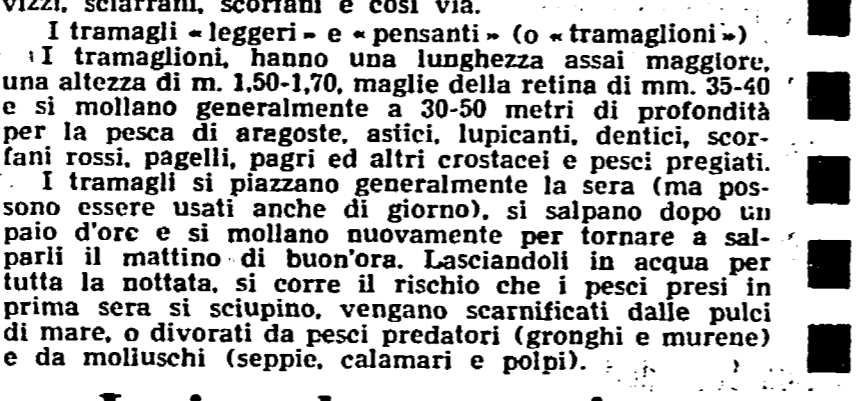 vizzi, sciarrani, scorfani e così via.
I tramagli « leggeri » e « pensanti » (o « tramaglioni »)
I tramaglioni, hanno una lunghezza assai maggiore,
una altezza di m. 1,50-1,70, maglie della retina di mm. 35-40
e si mollano generalmente a 30-50 metri di profondità
per la pesca di aragoste, astici, lupicanti, dentici, scor-
fani rossi, pagelli, pagri ed altri crostacei e pesci pregiati.
I tramagli si piazzano generalmente la sera (ma pos-
sono essere usati anche di giorno), si salpano dopo un
paio d'ore e si mollano nuovamente per tornare a sal-
parli il mattino di buon'ora. Lasciandoli in acqua per
tutta la nottata, si corre il rischio che i pesci presi in
prima sera si sciupino, vengano scarnificati dalle pulci
di mare, o divorati da pesci predatori (gronghi e murene)
e da molluschi (seppie, calamari e polpi).